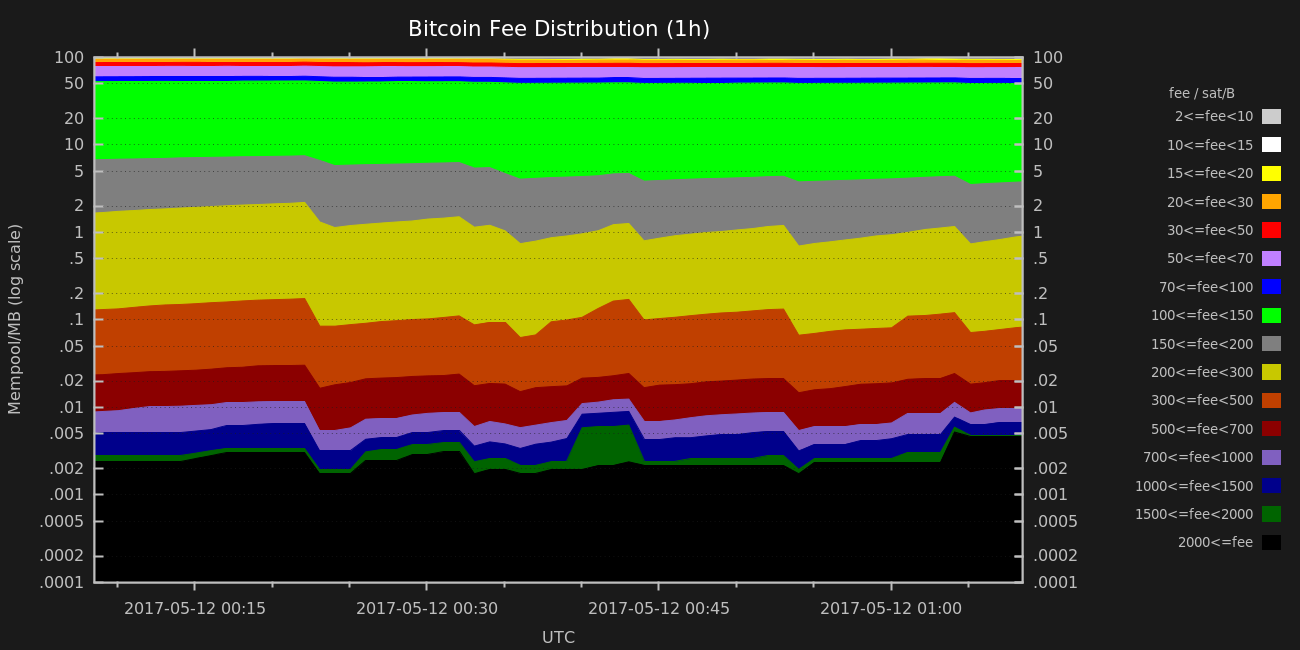 Bitcoin Fee Distribution (1h)
100
50
20
10
5
2
1
.5
.2
.1
.05
.02
.01
.005
.002
.001
.0005
.0002
.0001
Mempool/MB (log scale)
100
50
20
10
5
2
1
.5
.2
.1
.05
.02
.01
.005
.002
.001
.0005
.0002
.0001
2017-05-12 00:15 2017-05-12 00:30 2017-05-12 00:45 2017-05-12 01:00
UTC
fee / sat/B
2<=fee<10
10<=fee<15
15<=fee<20
20<=fee<30
30<=fee<50
50<=fee<70
70<=fee<100
100<=fee<150
150<=fee<200
200<=fee<300
300<=fee<500
500<=fee<700
700<=fee<1000
1000<=fee<1500
1500<=fee<2000
2000<=fee